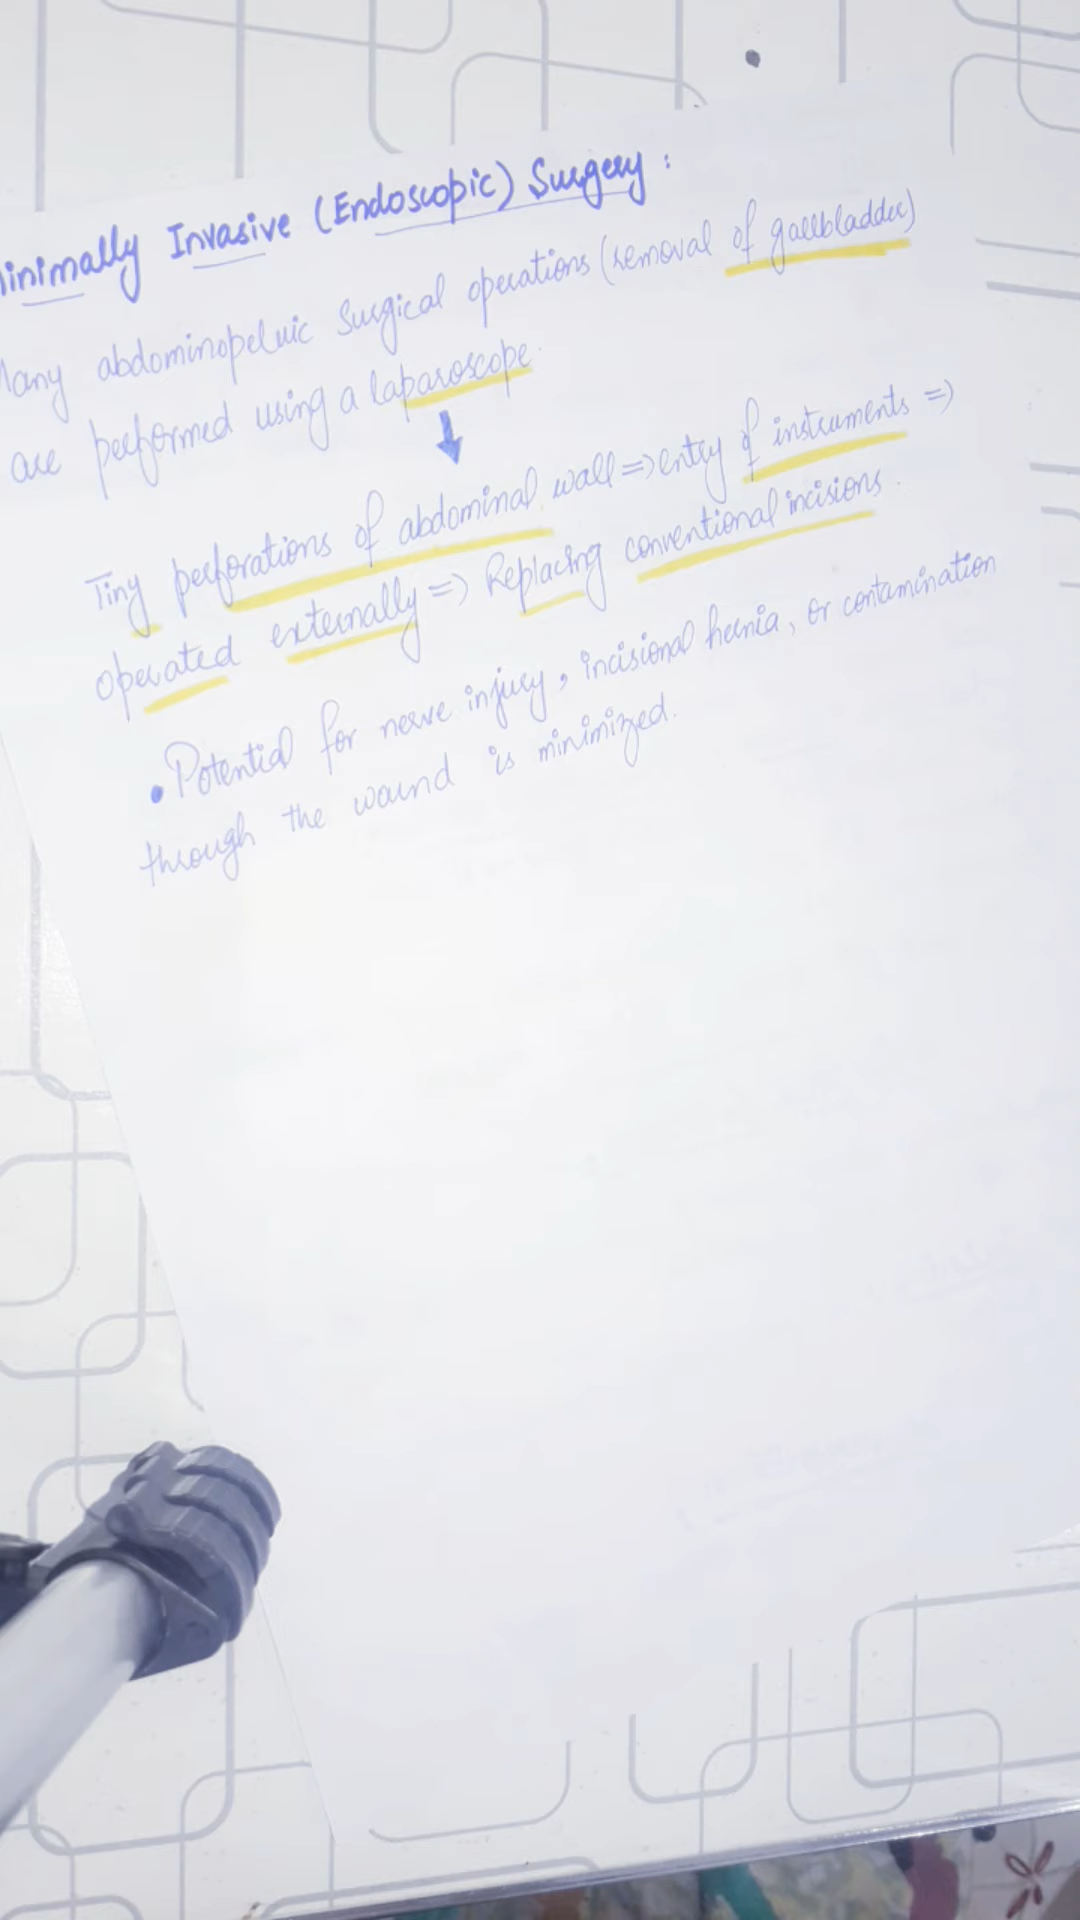 Minimally Invasive (Endoscopic) Surgery :
Many abdominopelvic surgical operations (removal of gallbladder)
are performed using a laparoscope.
Tiny perforations of abdominal wall => entry of instruments =>
operated externally => Replacing conventional incisions.
• Potential for nerve injury, incisional hernia, or contamination
through the wound is minimized.